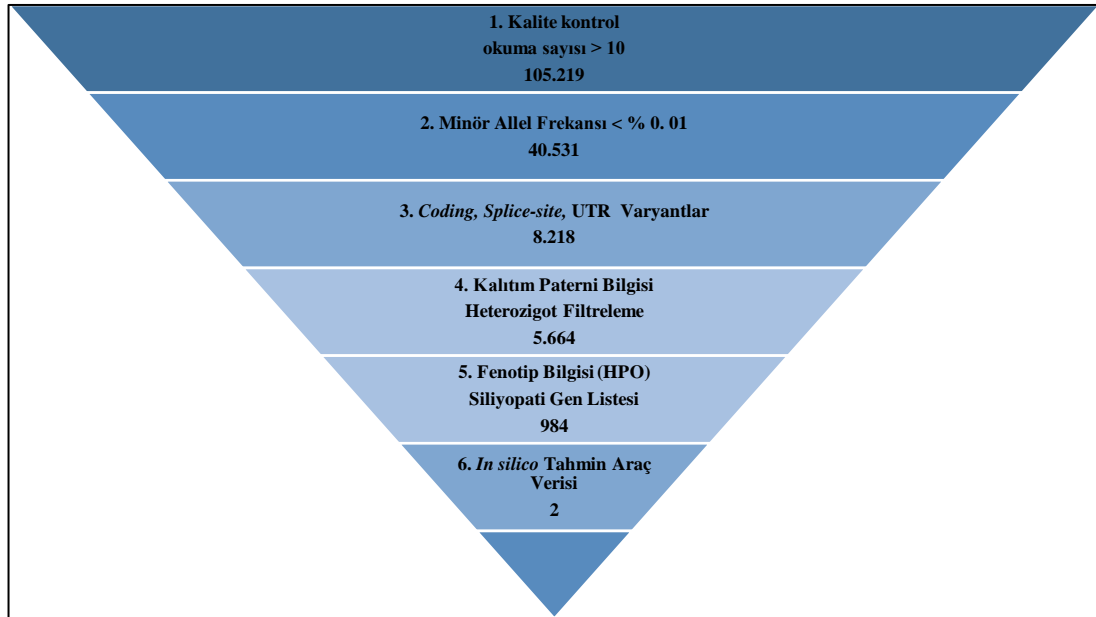 1. Kalite kontrol
okuma sayısı > 10
105.219
2. Minör Allel Frekansı < % 0. 01
40.531
3. Coding, Splice-site, UTR Varyantlar
8.218
4. Kalıtım Paterni Bilgisi
Heterozigot Filtreleme
5.664
5. Fenotip Bilgisi (HPO)
Siliyopati Gen Listesi
984
6. In silico Tahmin Araç
Verisi
2